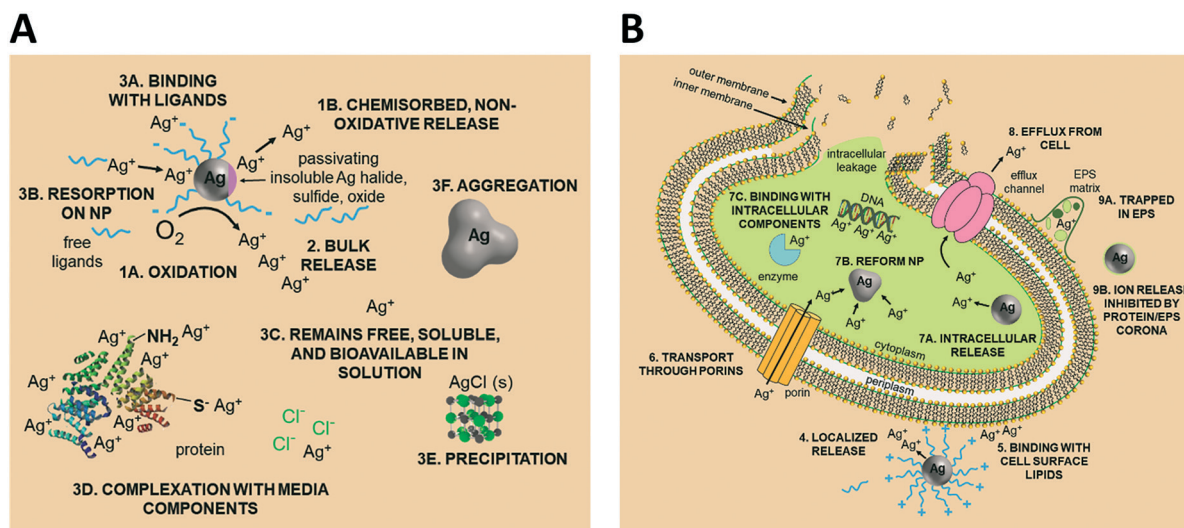 A
3A. BINDING
WITH LIGANDS
Ag⁺
1B. CHEMISORBED, NON-
OXIDATIVE RELEASE
Ag⁺
Ag⁺
Ag⁺
Ag⁺
Ag
passivating
insoluble Ag halide,
sulfide, oxide
3B. RESORPTION
ON NP
O₂
free
ligands
1A. OXIDATION
Ag⁺
Ag⁺
2. BULK
RELEASE
Ag⁺
Ag⁺
3F. AGGREGATION
Ag
3C. REMAINS FREE, SOLUBLE,
AND BIOAVAILABLE IN
SOLUTION
Ag⁺
NH₂
Ag⁺
Ag⁺
Ag⁺
S⁻
Ag⁺
Ag⁺
Ag⁺
Ag⁺
protein
Cl⁻
Cl⁻
Cl⁻
Ag⁺
AgCl (s)
3E. PRECIPITATION
3D. COMPLEXATION WITH MEDIA
COMPONENTS
B
outer membrane
inner membrane
intracellular
leakage
8. EFFLUX FROM
CELL
Ag⁺
efflux
channel
EPS
matrix
9A. TRAPPED
IN EPS
Ag⁺
7C. BINDING WITH
INTRACELLULAR
COMPONENTS
DNA
Ag⁺ Ag⁺ Ag⁺
Ag⁺
enzyme
7B. REFORM NP
Ag
Ag⁺
Ag⁺
Ag⁺
Ag⁺
Ag⁺
Ag
7A. INTRACELLULAR
RELEASE
Ag
9B. ION RELEASE
INHIBITED BY
PROTEIN/EPS
CORONA
cytoplasm
periplasm
6. TRANSPORT
THROUGH PORINS
Ag⁺
porin
4. LOCALIZED
RELEASE
Ag⁺
Ag⁺
Ag⁺
Ag⁺
Ag
5. BINDING WITH
CELL SURFACE
LIPIDS